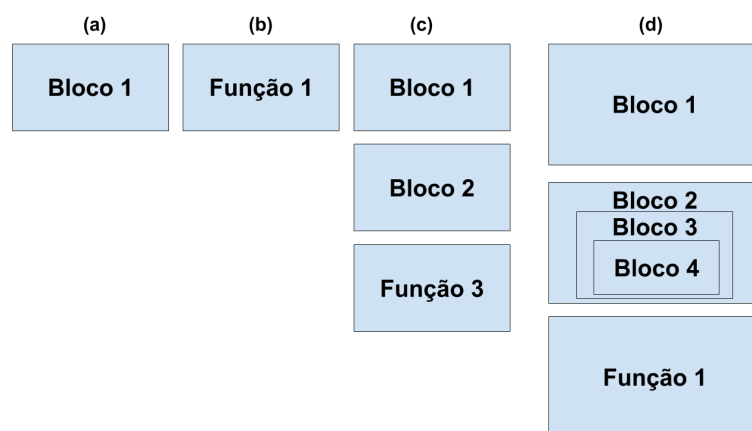 (a)
Bloco 1
(b)
Função 1
(c)
Bloco 1
Bloco 2
Função 3
(d)
Bloco 1
Bloco 2
Bloco 3
Bloco 4
Função 1